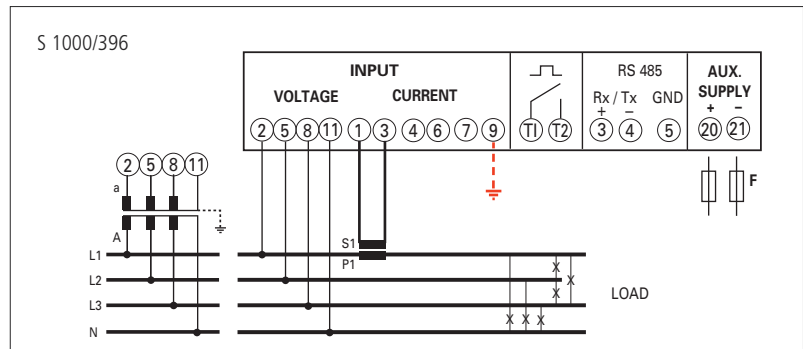 S 1000/396
INPUT
VOLTAGE CURRENT
2 5 8 11 1 3 4 6 7 9
T1 T2
RS 485
Rx / Tx GND
+ –
3 4 5
AUX.
SUPPLY
+ –
20 21
F
2 5 8 11
a
A
S1
P1
L1
L2
L3
N
X
X X
X
X X X
LOAD